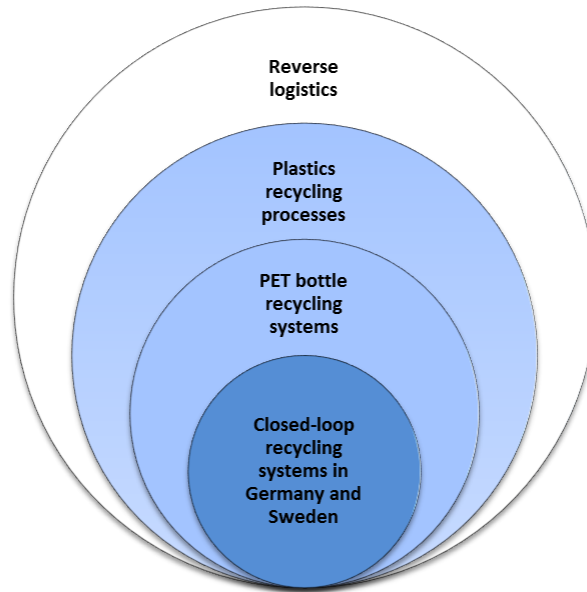 Reverse
logistics
Plastics
recycling
processes
PET bottle
recycling
systems
Closed-loop
recycling
systems in
Germany and
Sweden